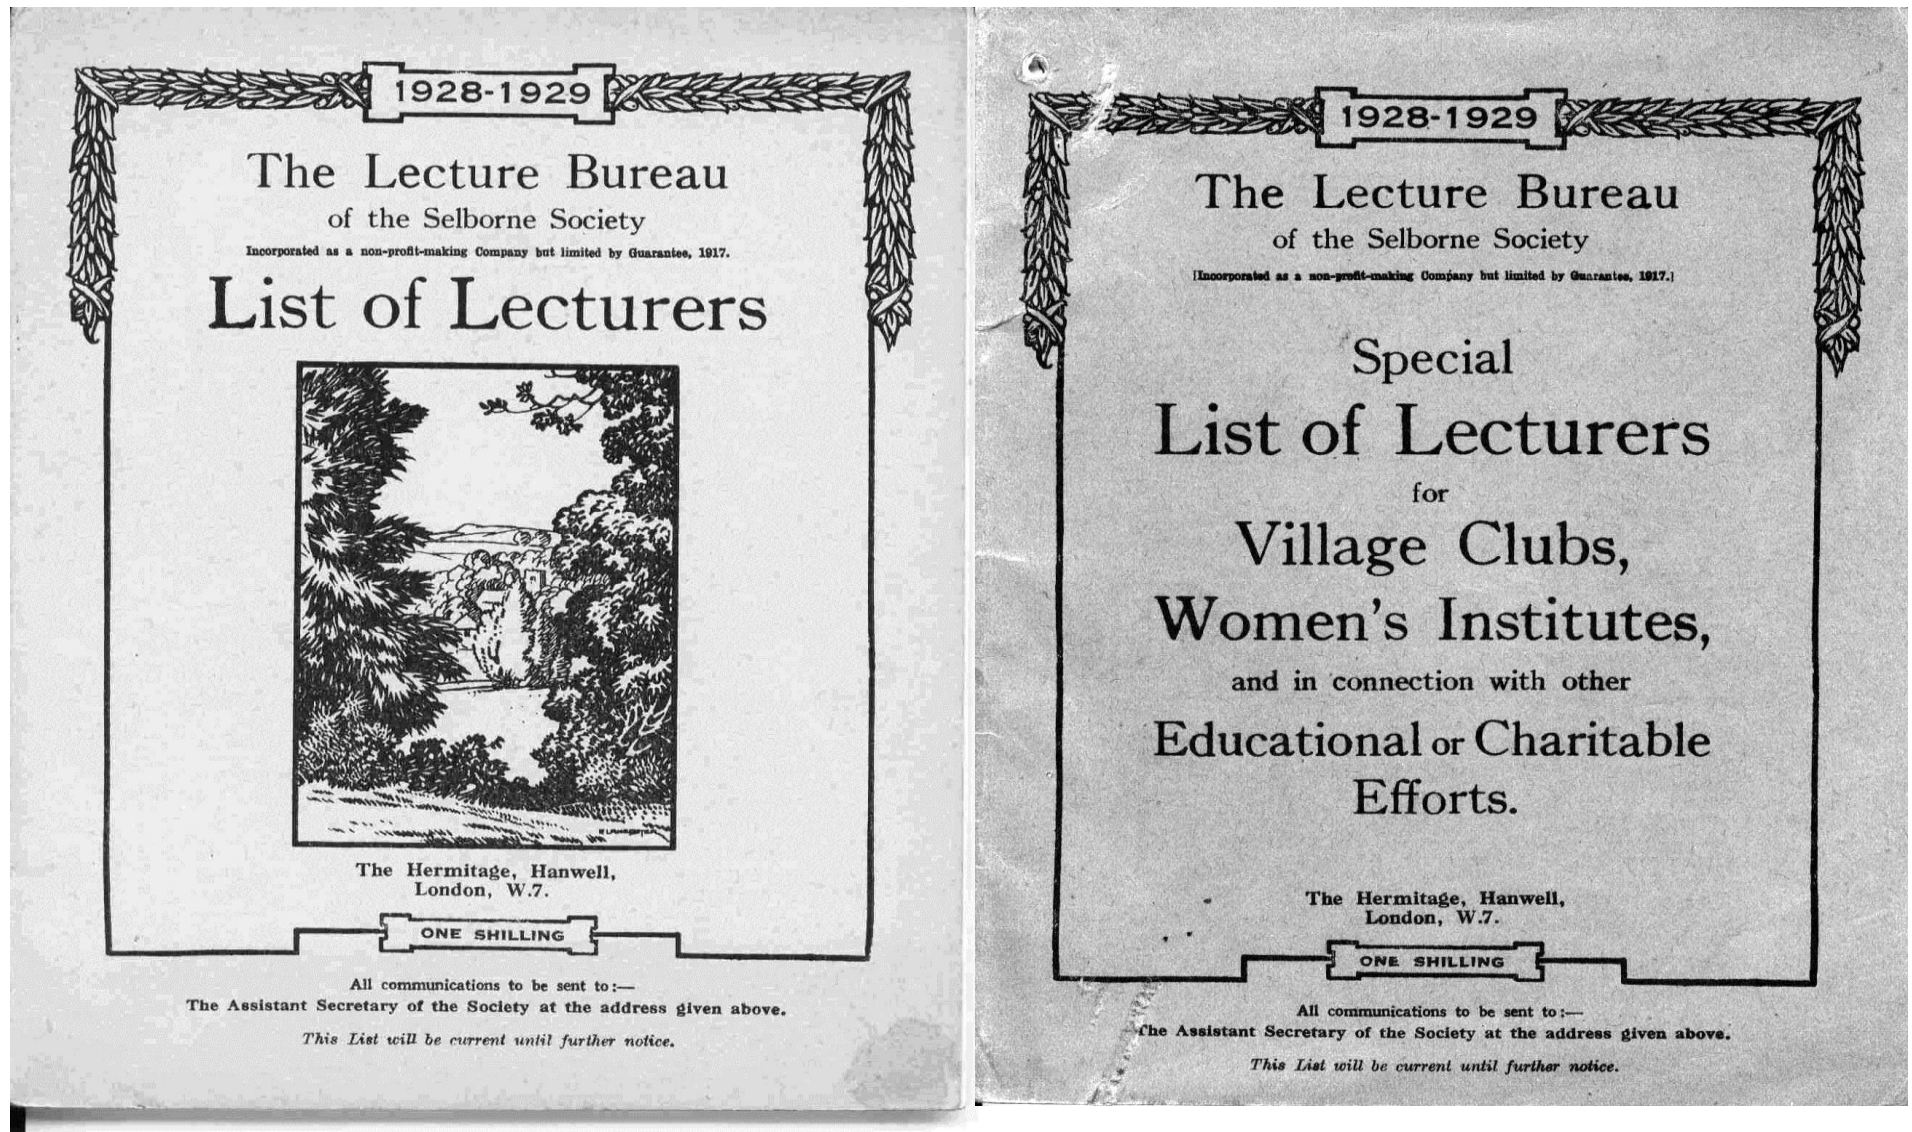 1928-1929
The Lecture Bureau
of the Selborne Society
Incorporated as a non-profit-making Company but limited by Guarantee, 1917.
List of Lecturers
The Hermitage, Hanwell,
London, W.7.
ONE SHILLING
All communications to be sent to:—
The Assistant Secretary of the Society at the address given above.
This List will be current until further notice.
1928-1929
The Lecture Bureau
of the Selborne Society
[Incorporated as a non-profit-making Company but limited by Guarantee, 1917.]
Special
List of Lecturers
for
Village Clubs,
Women's Institutes,
and in connection with other
Educational or Charitable
Efforts.
The Hermitage, Hanwell,
London, W.7.
ONE SHILLING
All communications to be sent to:—
The Assistant Secretary of the Society at the address given above.
This List will be current until further notice.